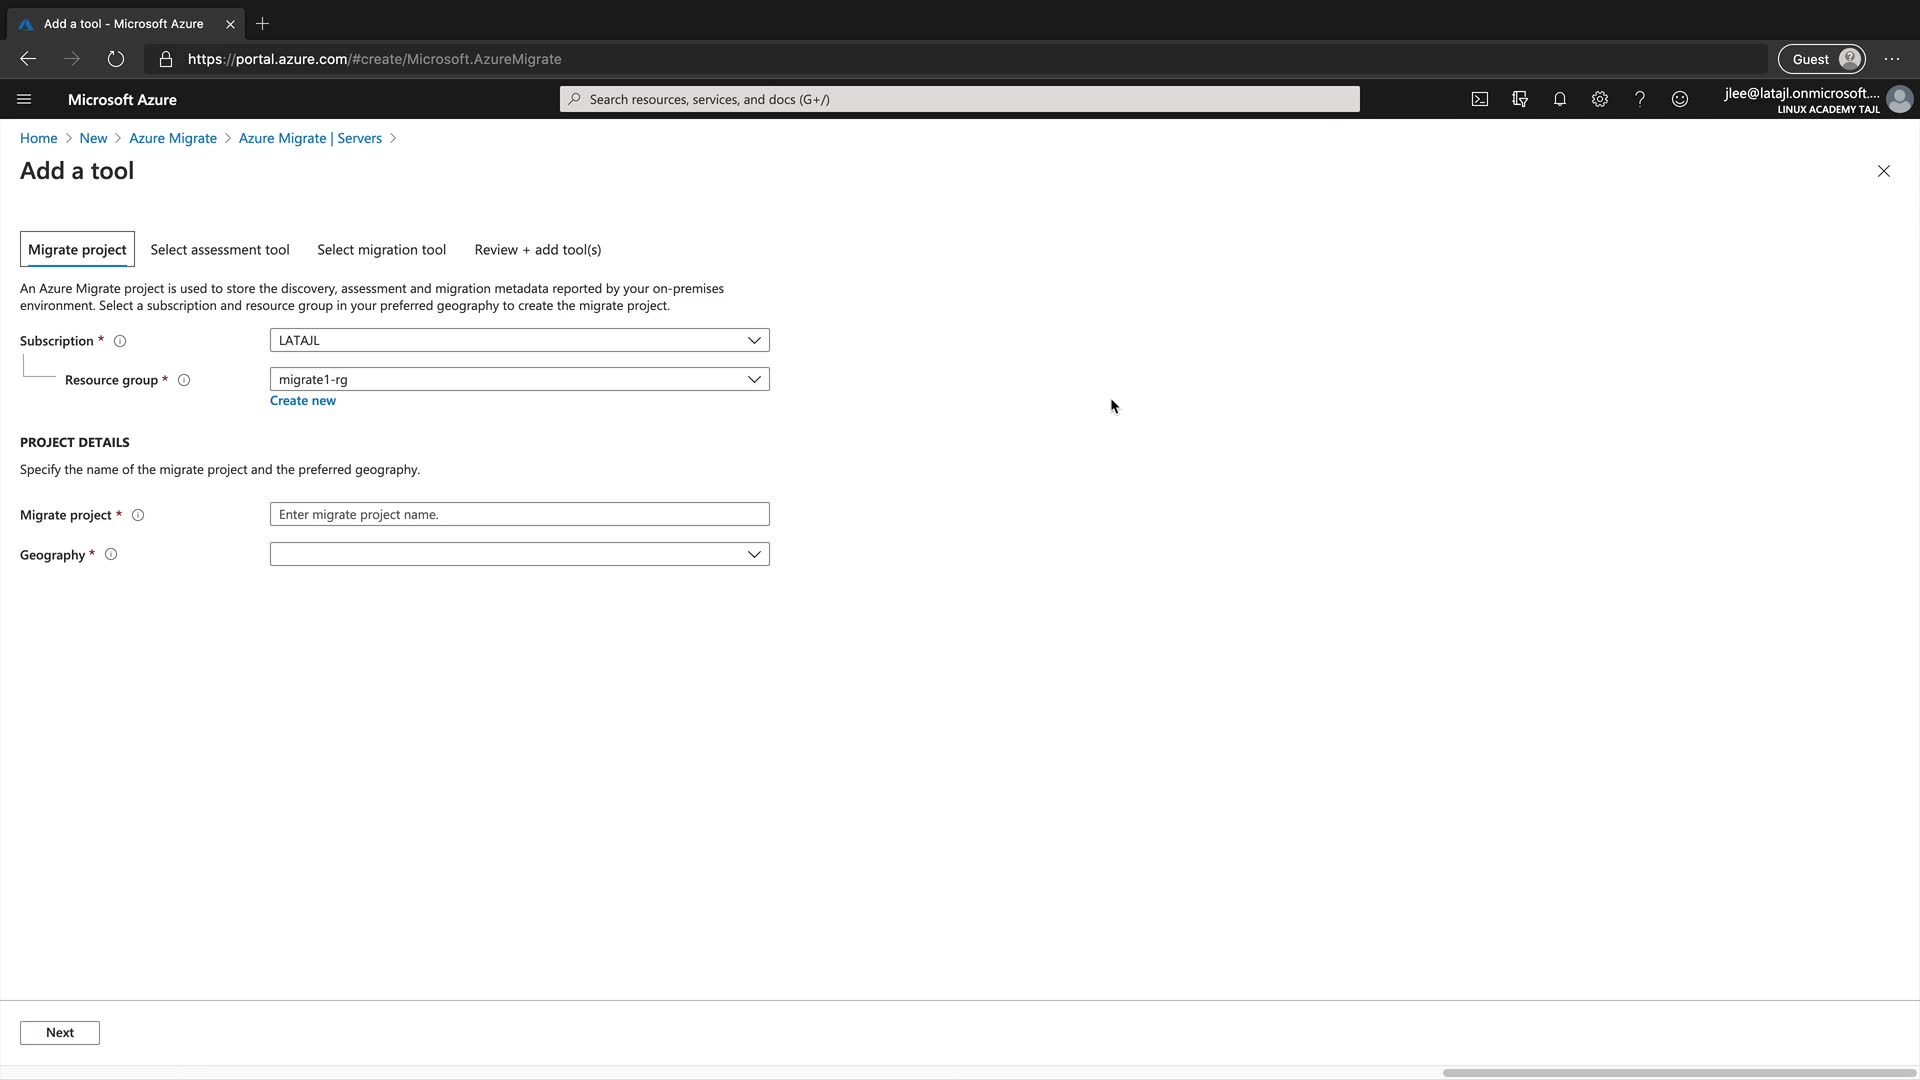 Add a tool - Microsoft Azure
https://portal.azure.com/#create/Microsoft.AzureMigrate
Guest
Microsoft Azure
Search resources, services, and docs (G+/)
jlee@latajl.onmicrosoft....
LINUX ACADEMY TAJL
Home > New > Azure Migrate > Azure Migrate | Servers >
Add a tool
Migrate project
Select assessment tool
Select migration tool
Review + add tool(s)
An Azure Migrate project is used to store the discovery, assessment and migration metadata reported by your on-premises
environment. Select a subscription and resource group in your preferred geography to create the migrate project.
Subscription *
LATAJL
Resource group *
migrate1-rg
Create new
PROJECT DETAILS
Specify the name of the migrate project and the preferred geography.
Migrate project *
Enter migrate project name.
Geography *
Next